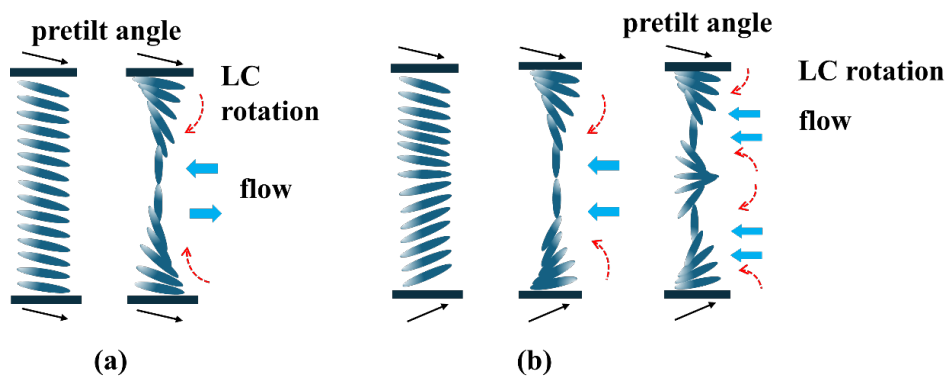 pretilt angle
LC
rotation
flow
(a)
pretilt angle
LC rotation
flow
(b)